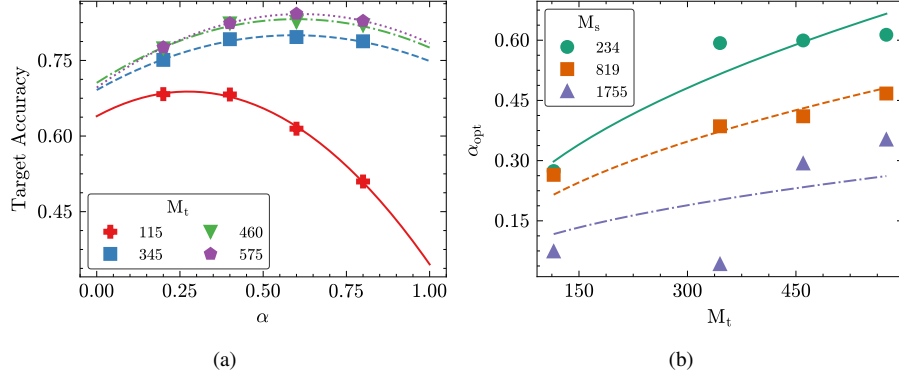 (a)
Target Accuracy
0.75
0.60
0.45
M_t
115
460
345
575
0.00 0.25 0.50 0.75 1.00
α
(b)
α_opt
0.60
0.45
0.30
0.15
M_s
234
819
1755
150 300 450
M_t
(a)
(b)